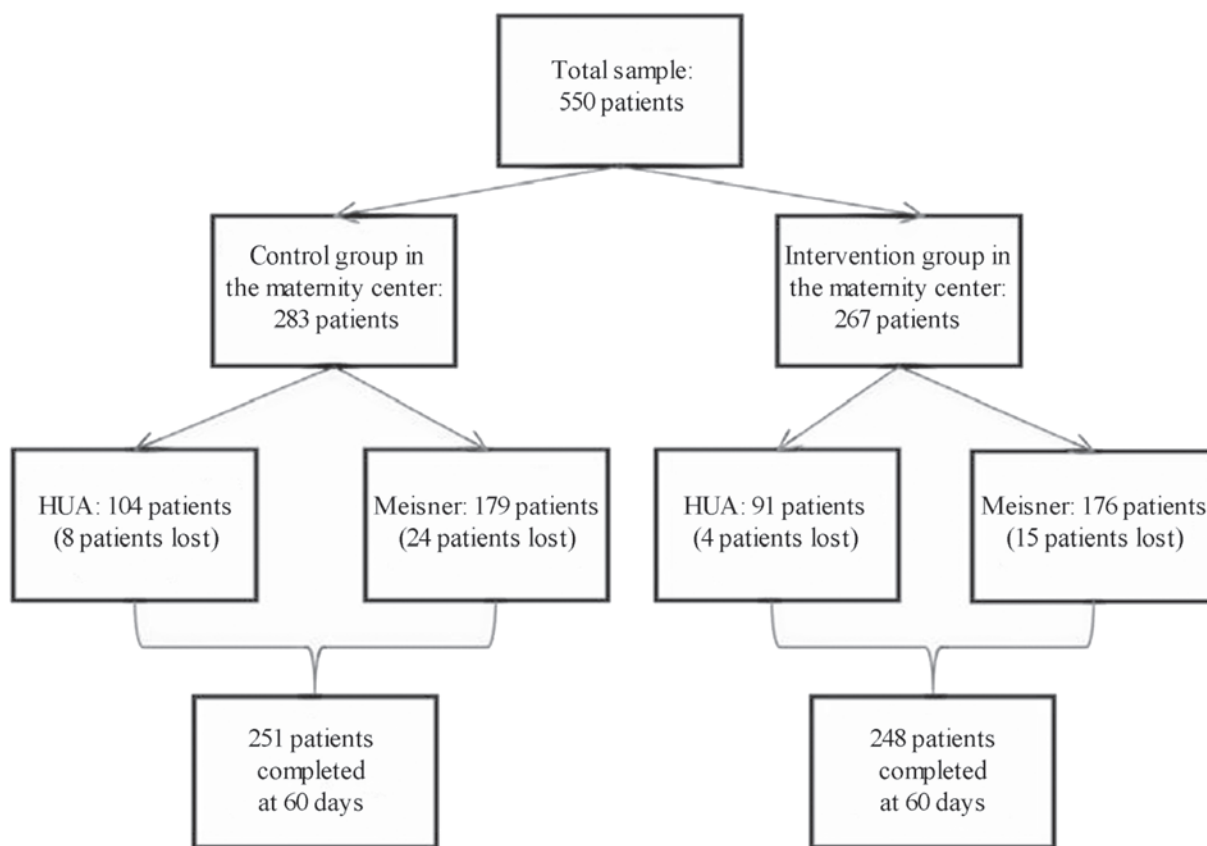 Total sample:
550 patients
Control group in
the maternity center:
283 patients
Intervention group in
the maternity center:
267 patients
HUA: 104 patients
(8 patients lost)
Meisner: 179 patients
(24 patients lost)
HUA: 91 patients
(4 patients lost)
Meisner: 176 patients
(15 patients lost)
251 patients
completed
at 60 days
248 patients
completed
at 60 days